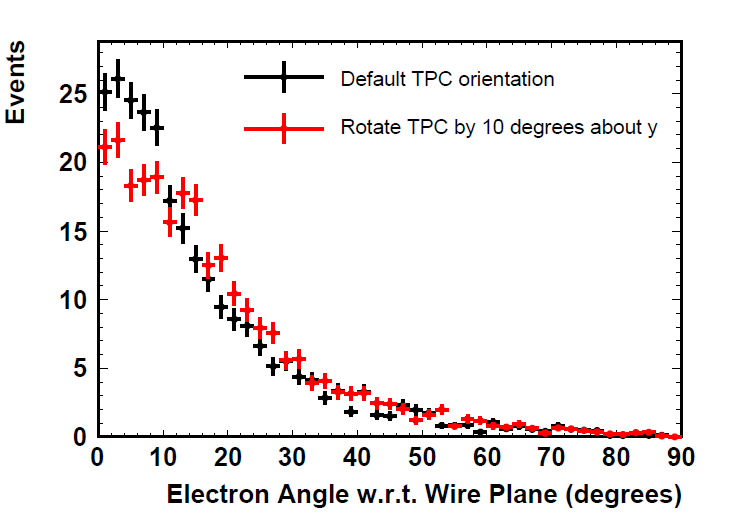 Events
25
20
15
10
5
0
Default TPC orientation
Rotate TPC by 10 degrees about y
0 10 20 30 40 50 60 70 80 90
Electron Angle w.r.t. Wire Plane (degrees)